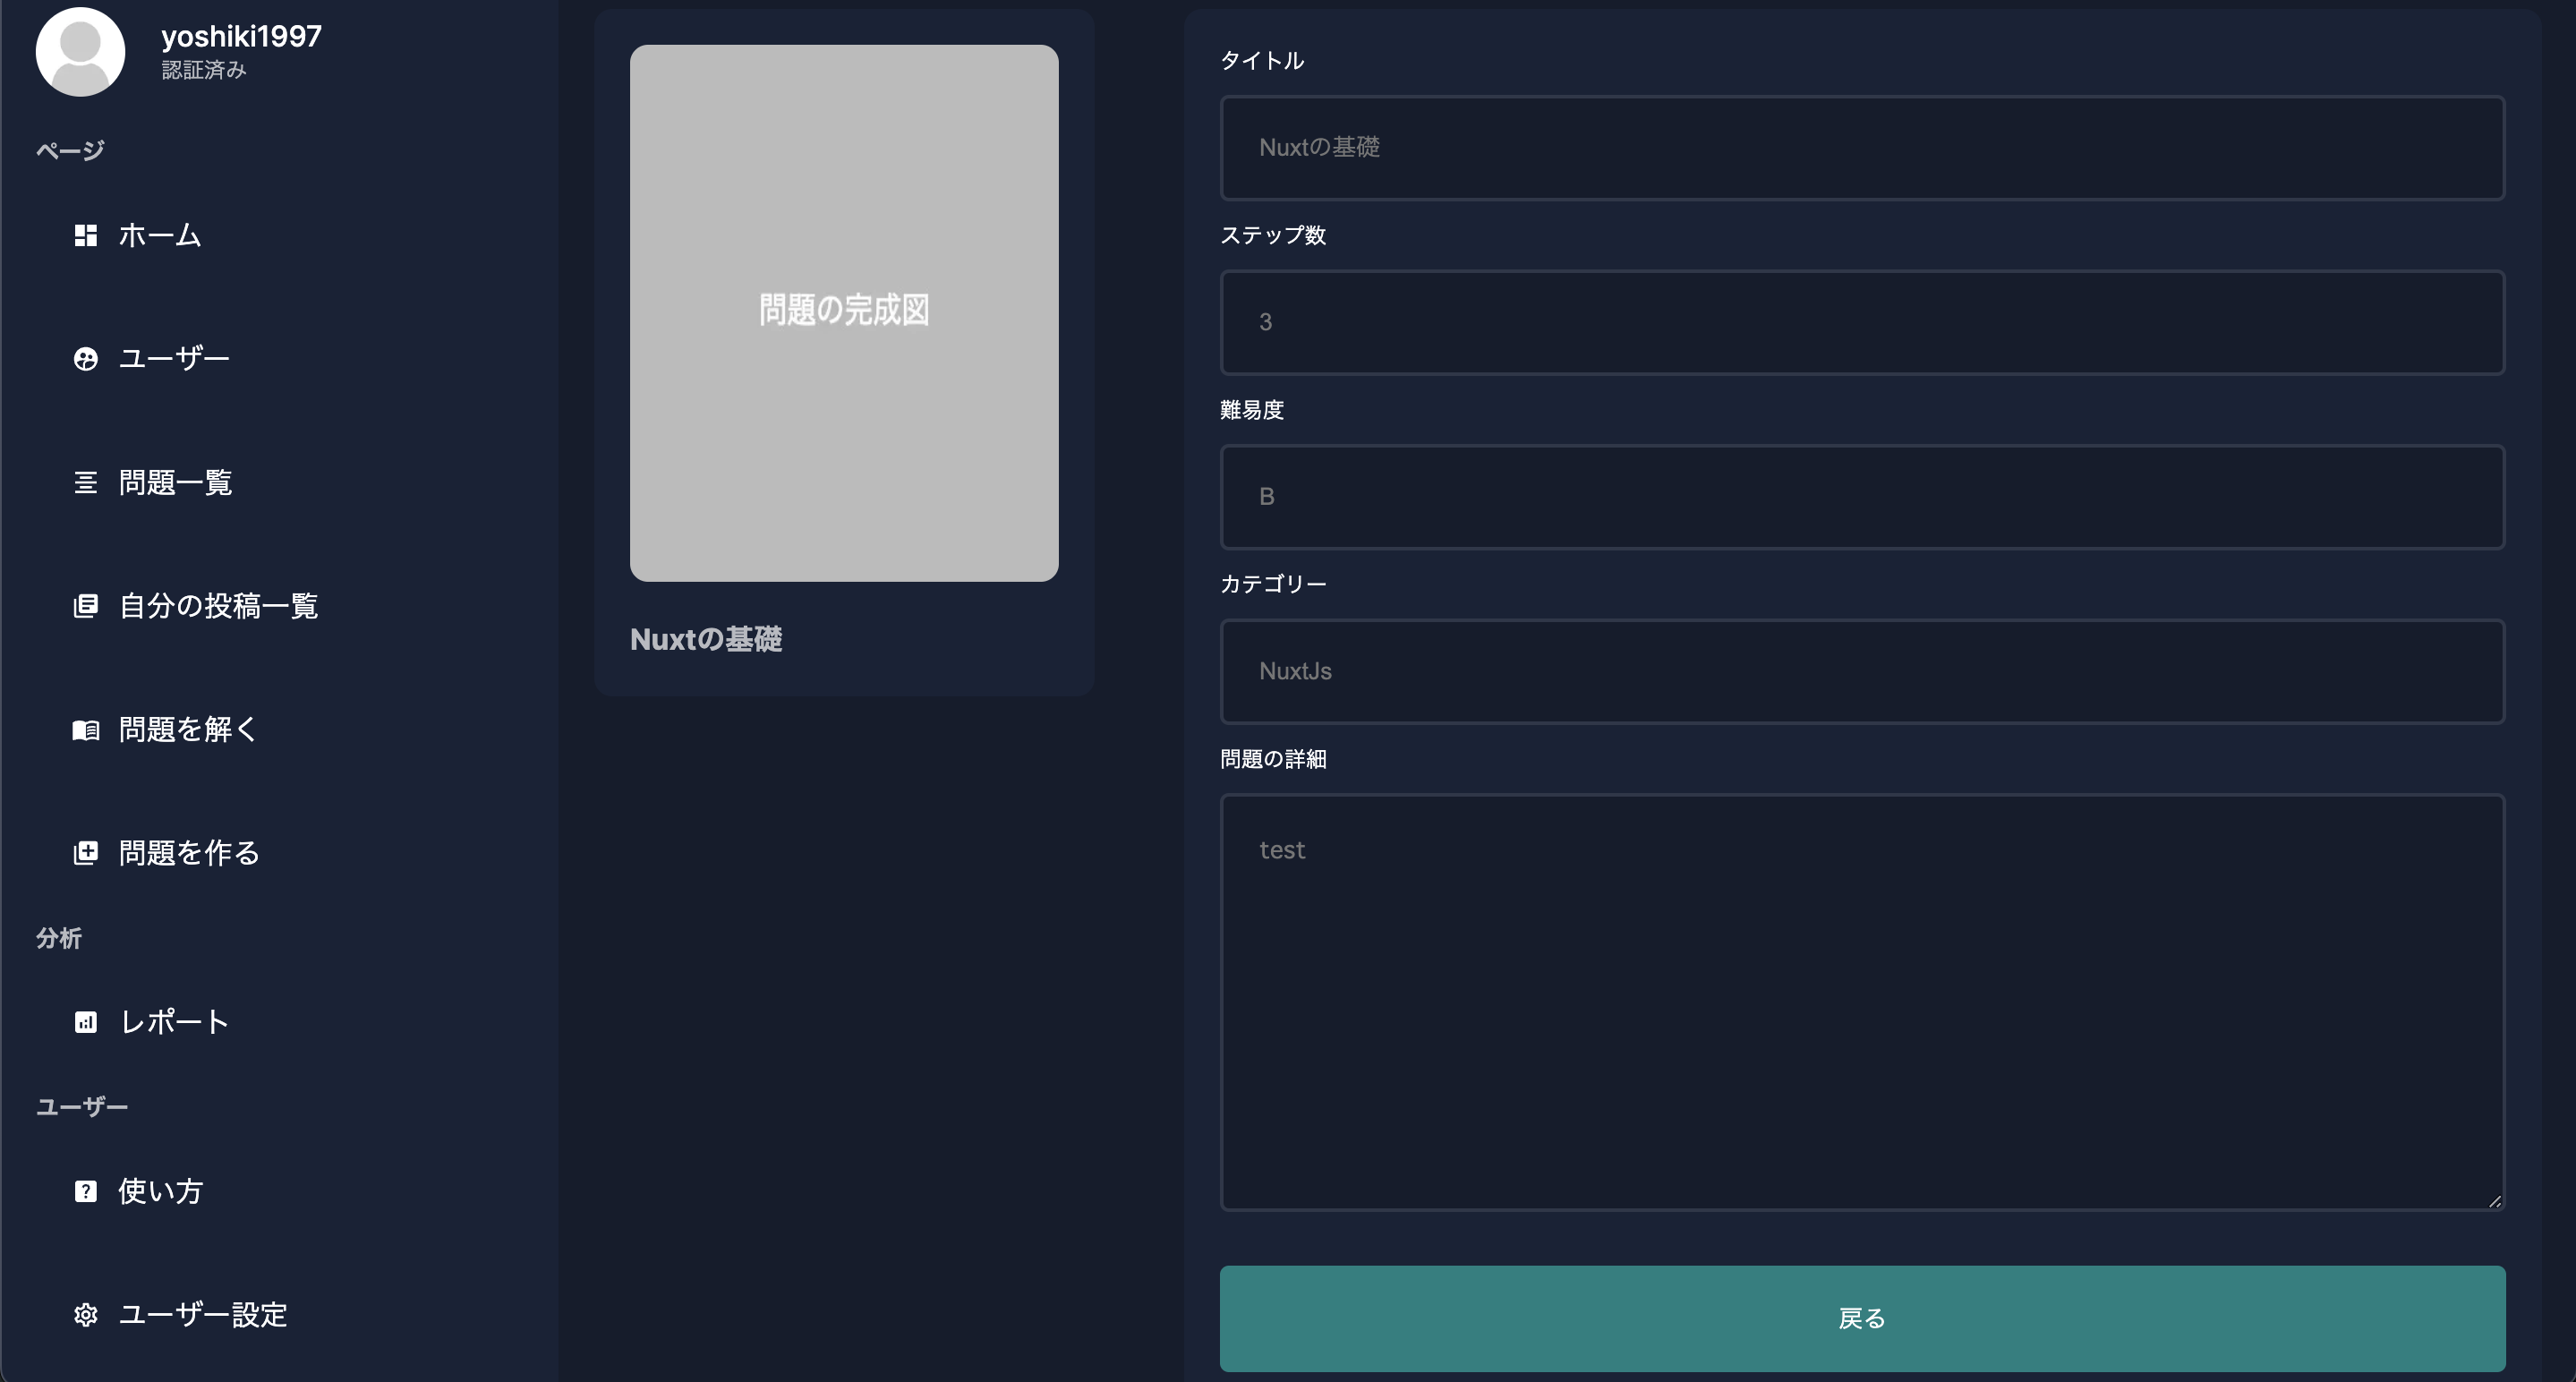 yoshiki1997
認証済み
ページ
ホーム
ユーザー
問題一覧
自分の投稿一覧
問題を解く
問題を作る
分析
レポート
ユーザー
使い方
ユーザー設定
問題の完成図
Nuxtの基礎
タイトル
Nuxtの基礎
ステップ数
3
難易度
B
カテゴリー
NuxtJs
問題の詳細
test
戻る